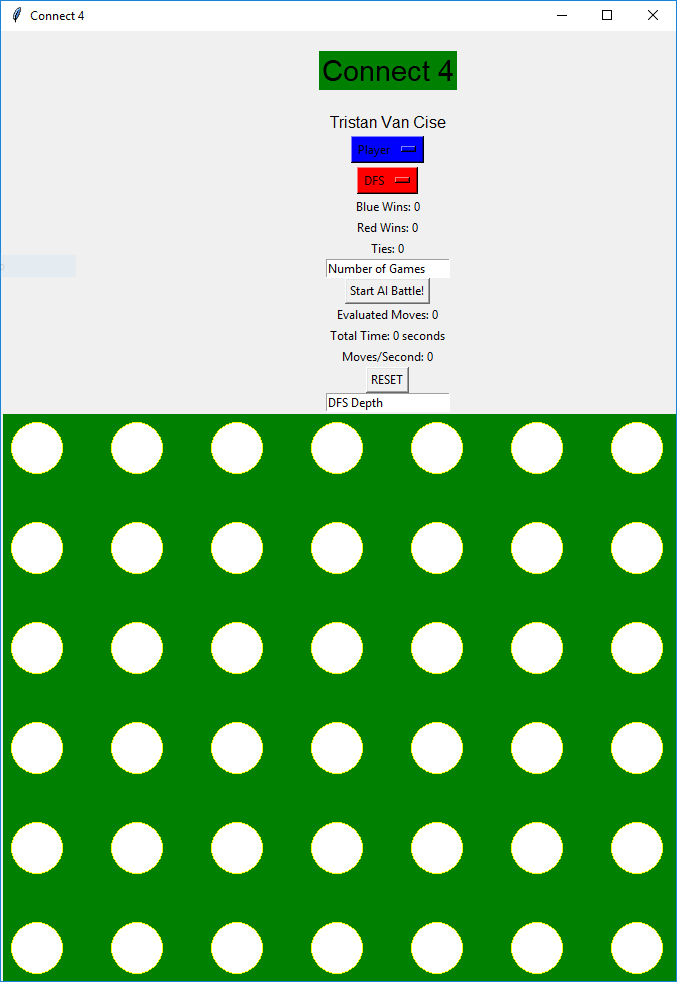 Connect 4
Connect 4
Tristan Van Cise
Player
DFS
Blue Wins: 0
Red Wins: 0
Ties: 0
Number of Games
Start AI Battle!
Evaluated Moves: 0
Total Time: 0 seconds
Moves/Second: 0
RESET
DFS Depth